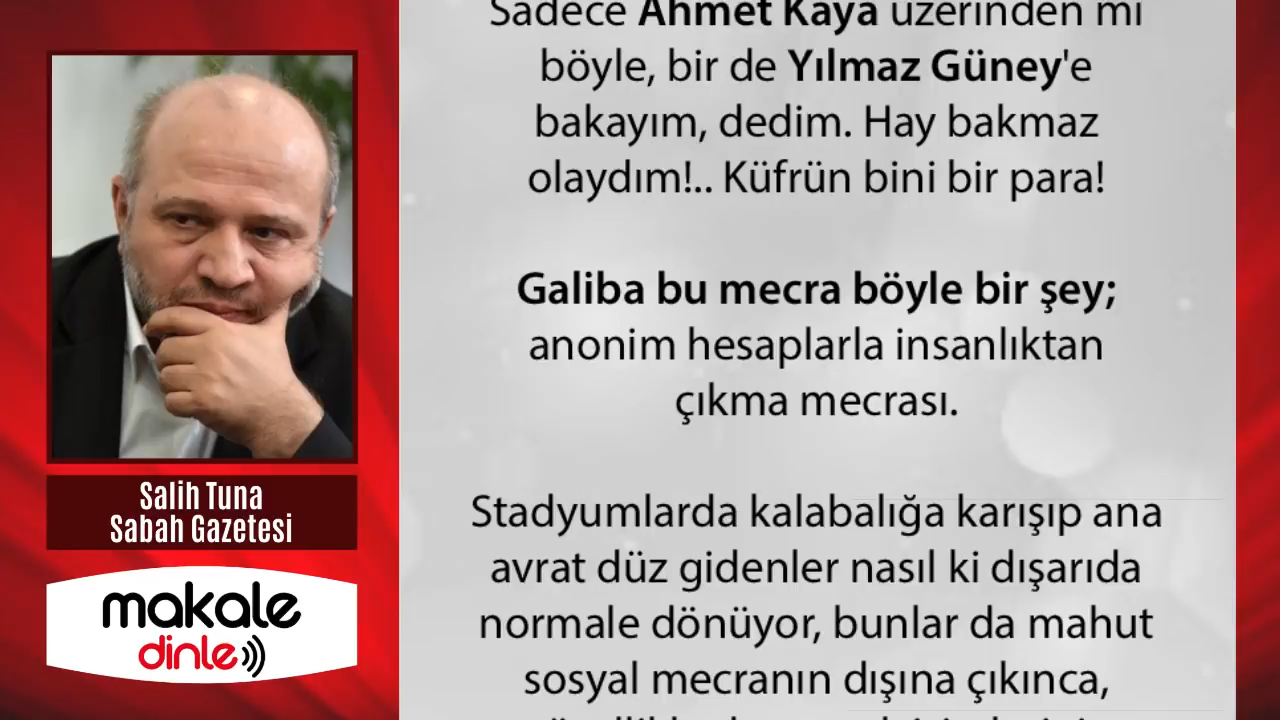 Sadece Ahmet Kaya üzerinden mi
böyle, bir de Yılmaz Güney'e
bakayım, dedim. Hay bakmaz
olaydım!.. Küfrün bini bir para!
Galiba bu mecra böyle bir şey;
anonim hesaplarla insanlıktan
çıkma mecrası.
Stadyumlarda kalabalığa karışıp ana
avrat düz gidenler nasıl ki dışarıda
normale dönüyor, bunlar da mahut
sosyal mecranın dışına çıkınca,
Salih Tuna
Sabah Gazetesi
makale
dinle